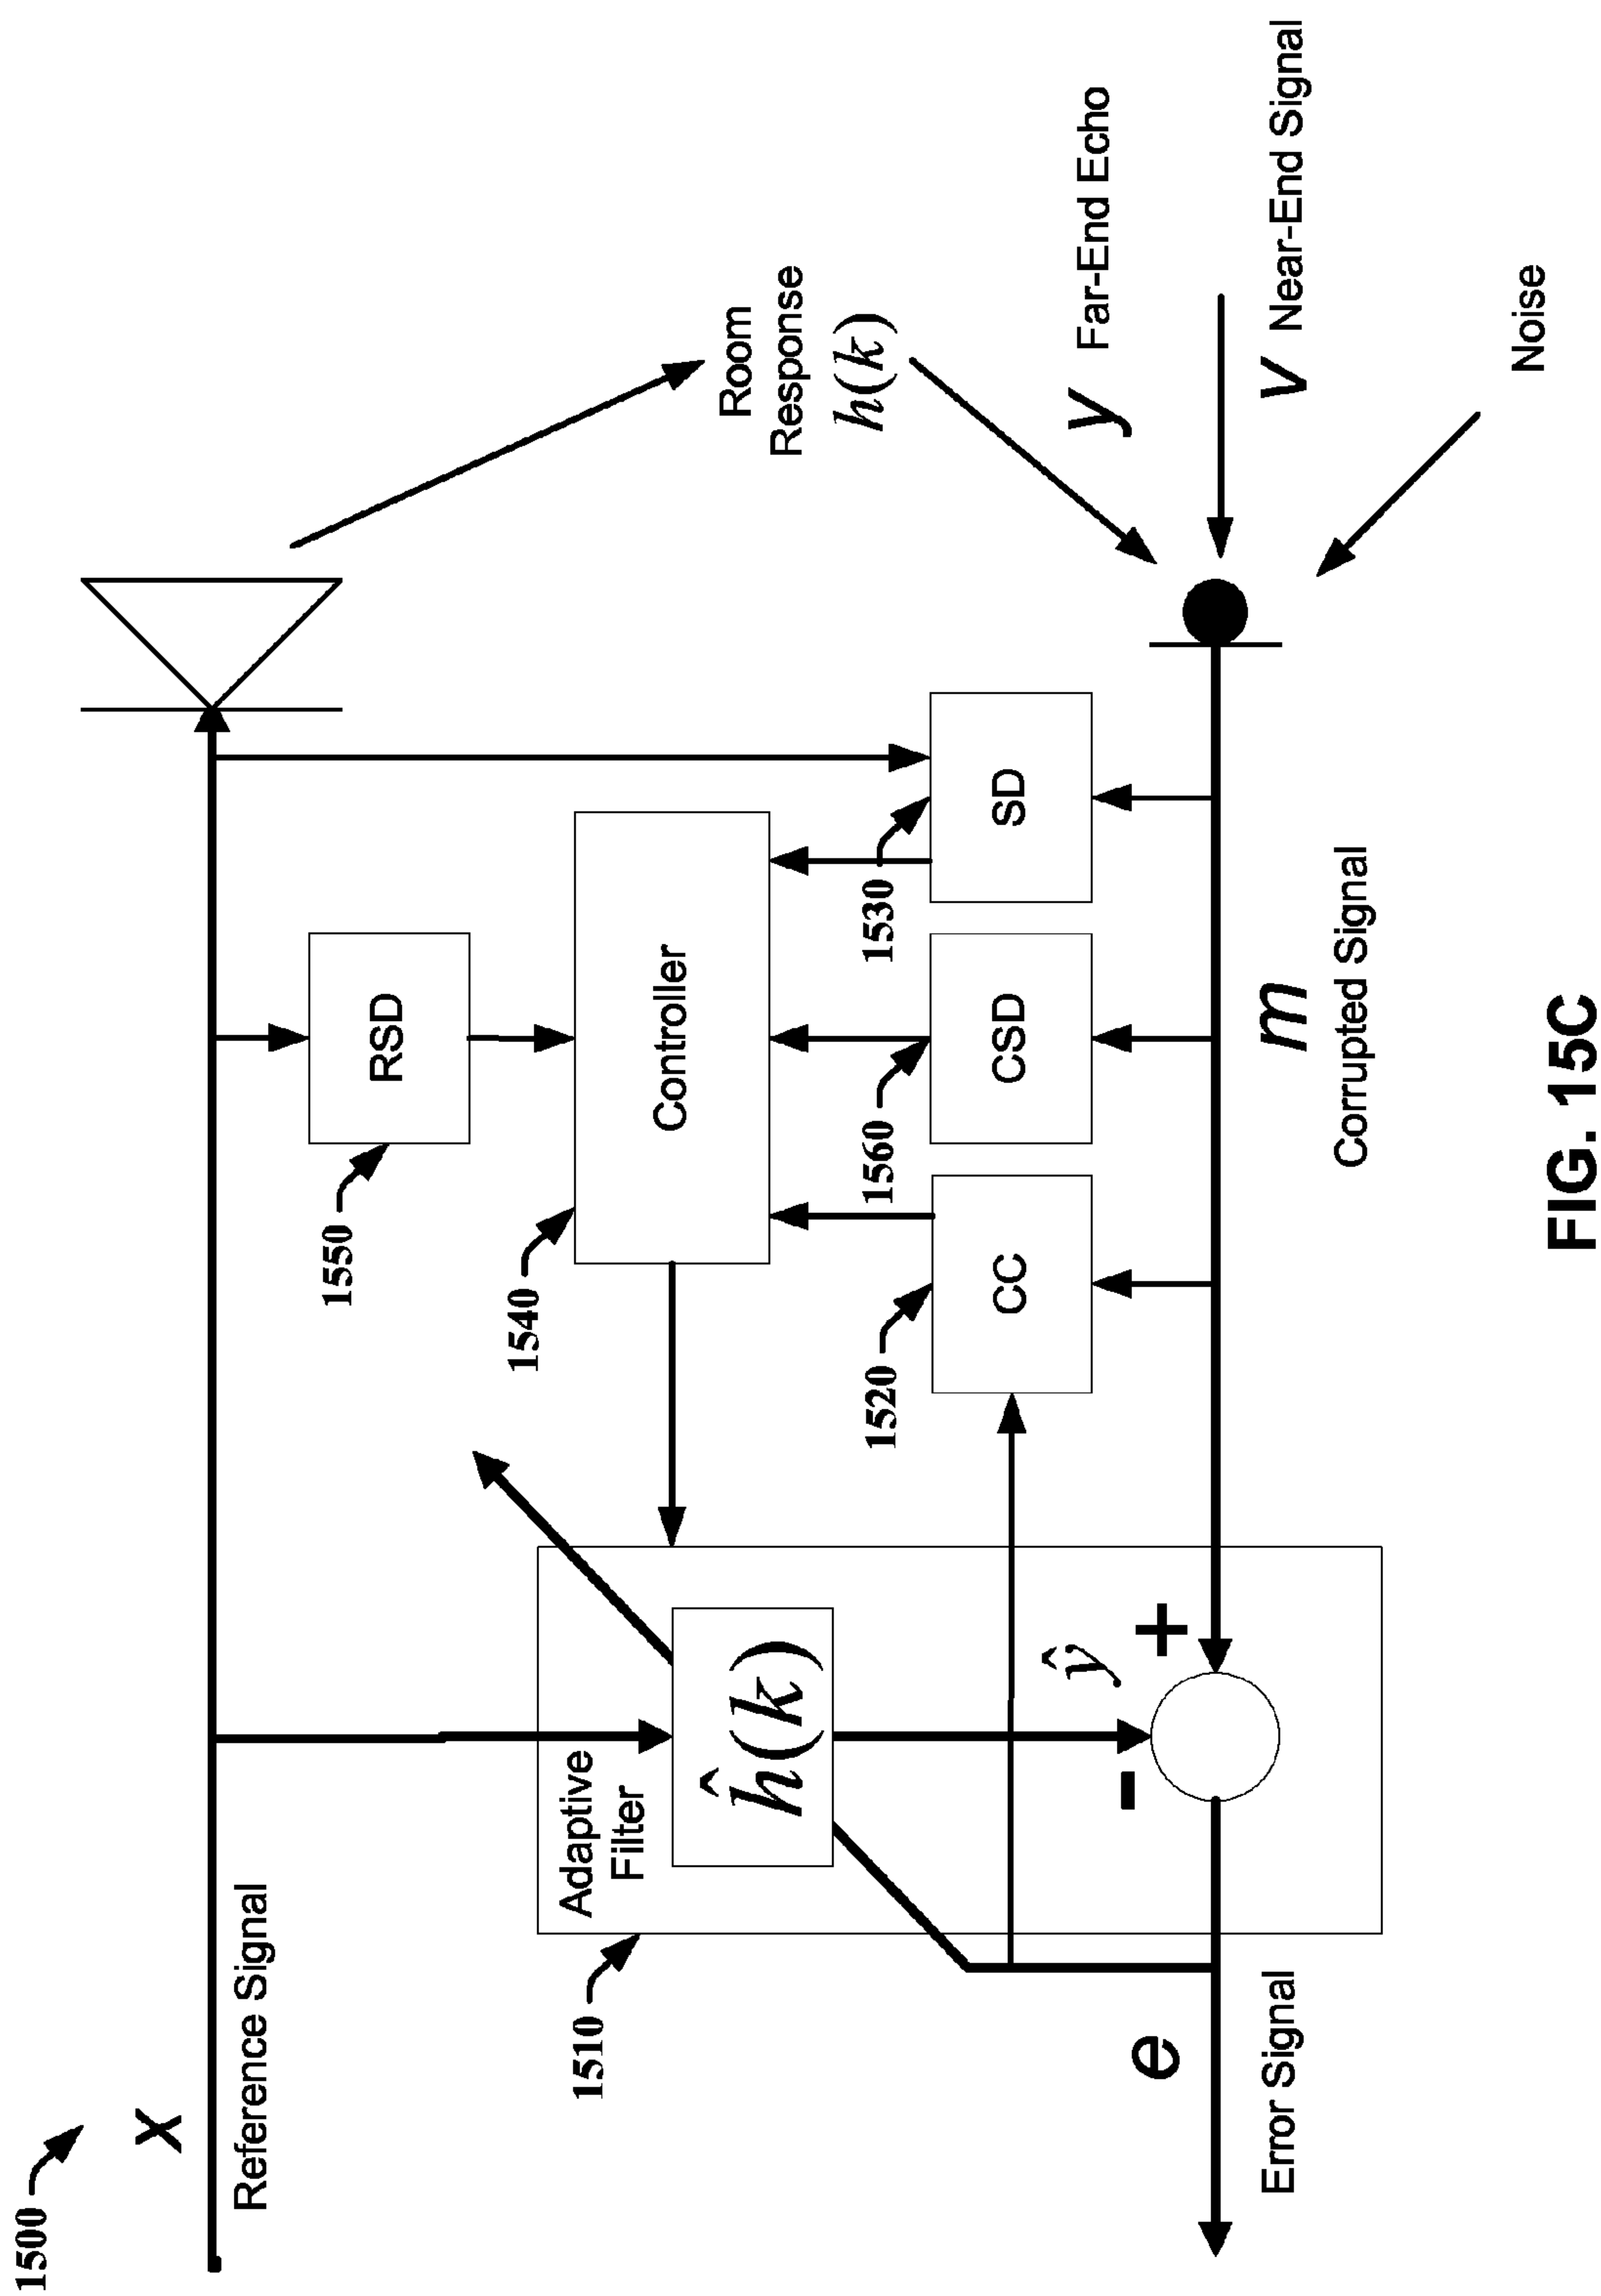 1500
x
Reference Signal
RSD
1550
Controller
1540
Room
Response
h(k)
Adaptive
Filter
1510
ĥ(k)
ŷ
+
-
CC
1520
CSD
1560
SD
1530
y
Far-End Echo
v
Near-End Signal
Noise
e
Error Signal
m
Corrupted Signal
FIG. 15C